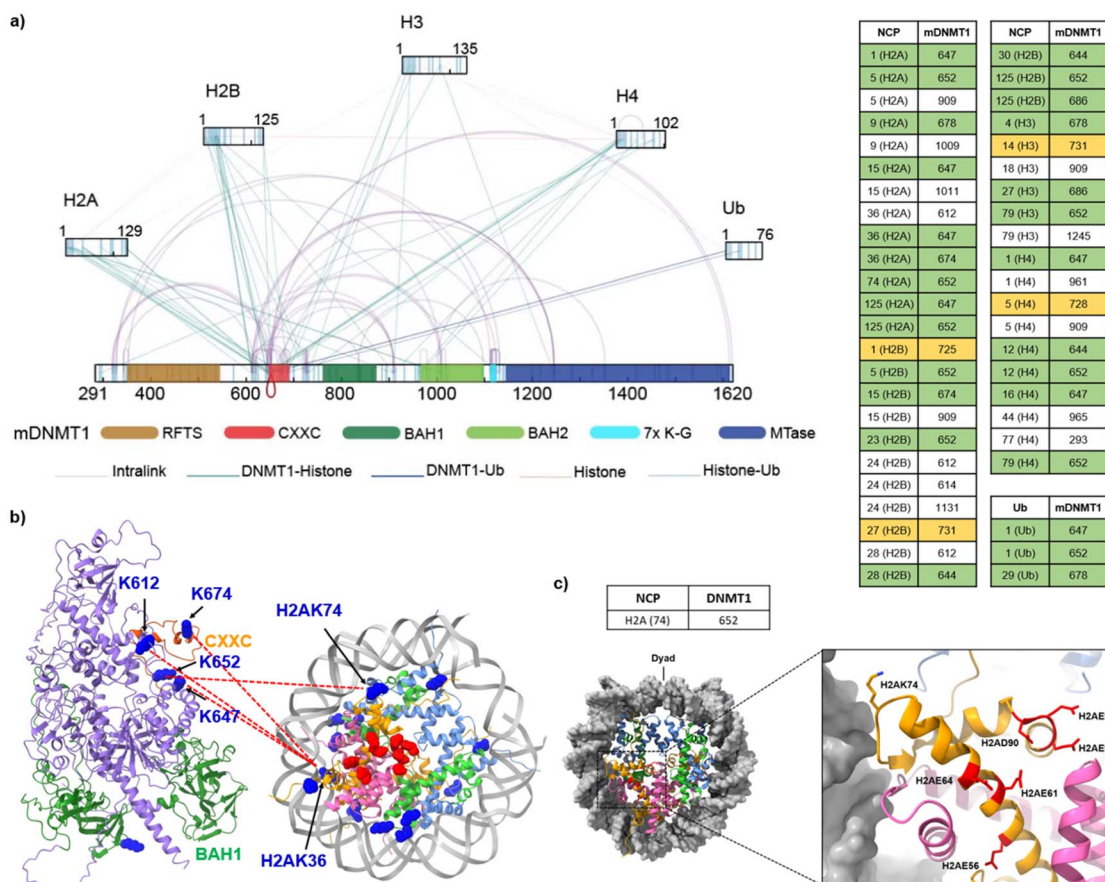 a)
H3
1 135
H2B
1 125
H4
1 102
H2A
1 129
Ub
1 76
291 400 600 800 1000 1200 1400 1620
mDNMT1 RFTS CXXC BAH1 BAH2 7x K-G MTase
Intralink DNMT1-Histone DNMT1-Ub Histone Histone-Ub
NCP mDNMT1
1 (H2A) 647
5 (H2A) 652
5 (H2A) 909
9 (H2A) 678
9 (H2A) 1009
15 (H2A) 647
15 (H2A) 1011
36 (H2A) 612
36 (H2A) 647
36 (H2A) 674
74 (H2A) 652
125 (H2A) 647
125 (H2A) 652
1 (H2B) 725
5 (H2B) 652
15 (H2B) 674
15 (H2B) 909
23 (H2B) 652
24 (H2B) 612
24 (H2B) 614
24 (H2B) 1131
27 (H2B) 731
28 (H2B) 612
28 (H2B) 644
NCP mDNMT1
30 (H2B) 644
125 (H2B) 652
125 (H2B) 686
4 (H3) 678
14 (H3) 731
18 (H3) 909
27 (H3) 686
79 (H3) 652
79 (H3) 1245
1 (H4) 647
1 (H4) 961
5 (H4) 728
5 (H4) 909
12 (H4) 644
12 (H4) 652
16 (H4) 647
44 (H4) 965
77 (H4) 293
79 (H4) 652
Ub mDNMT1
1 (Ub) 647
1 (Ub) 652
29 (Ub) 678
b)
K612
K674
CXXC
K652
K647
BAH1
H2AK74
H2AK36
c)
NCP DNMT1
H2A (74) 652
Dyad
H2AK74
H2AE
H2AD90
H2AE
H2AE64
H2AE61
H2AE56